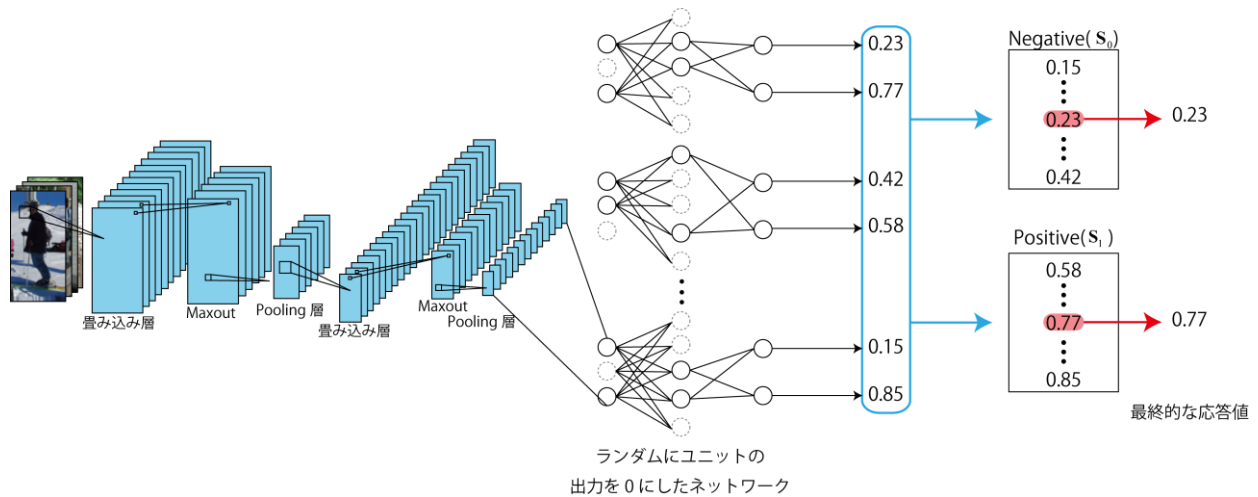 畳み込み層
Maxout
Pooling 層
畳み込み層
Maxout
Pooling 層
0.23
0.77
0.42
0.58
0.15
0.85
ランダムにユニットの
出力を 0 にしたネットワーク
Negative( S₀)
0.15
0.23
0.42
0.23
Positive( S₁ )
0.58
0.77
0.85
0.77
最終的な応答値